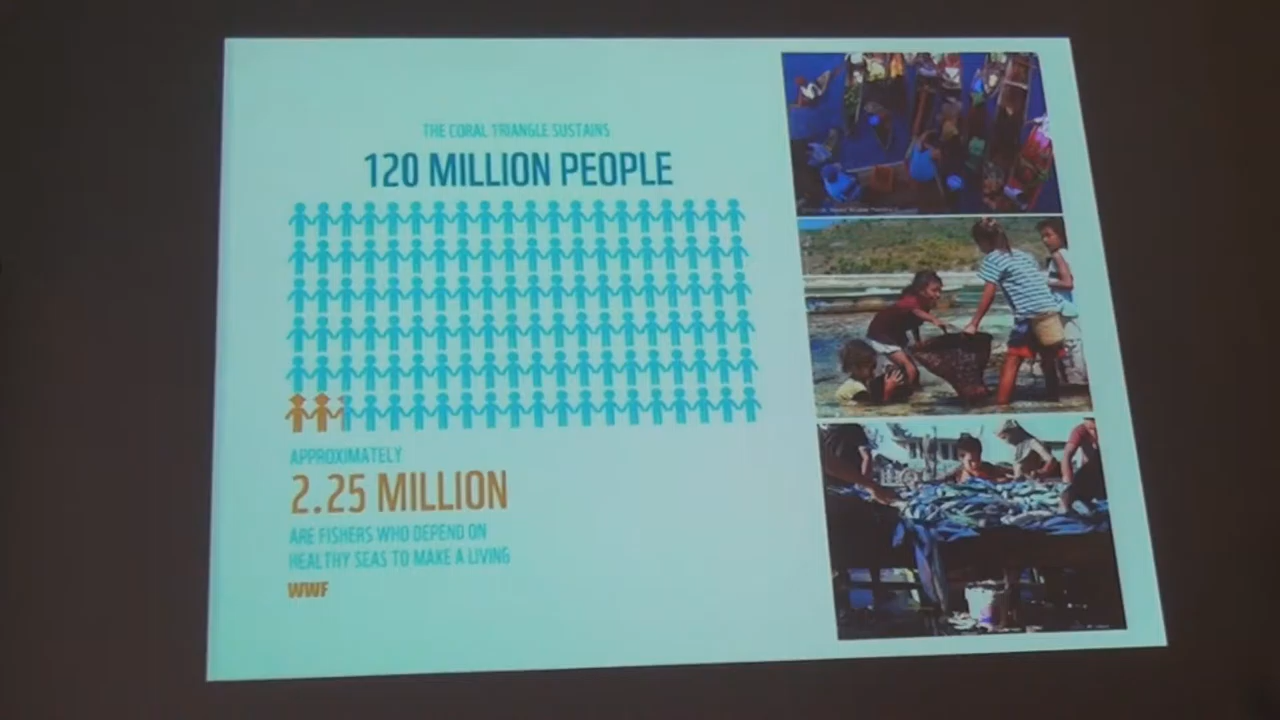 THE CORAL TRIANGLE SUSTAINS
120 MILLION PEOPLE
APPROXIMATELY
2.25 MILLION
ARE FISHERS WHO DEPEND ON
HEALTHY SEAS TO MAKE A LIVING
WWF